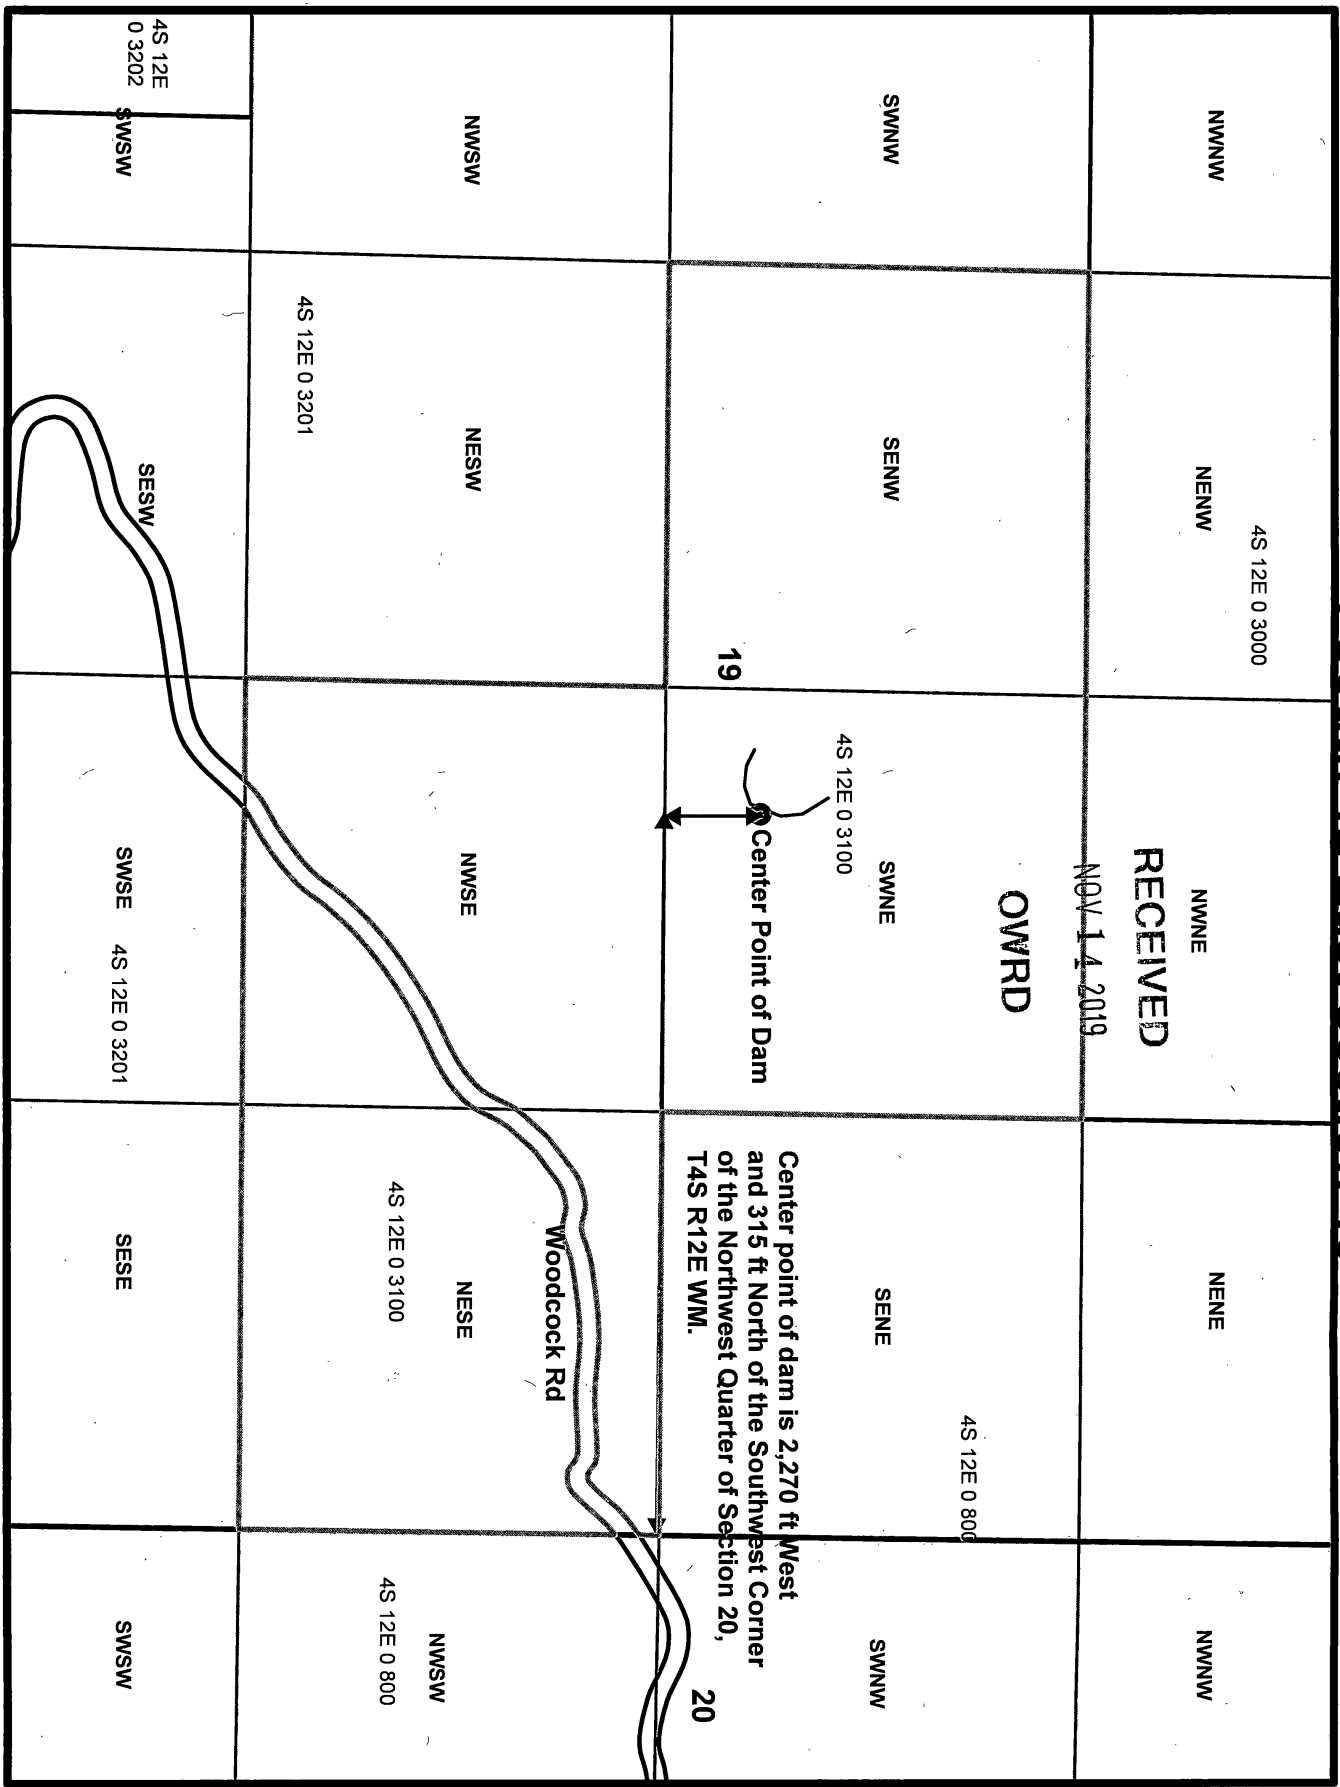 NWNW
NENW
4S 12E 0 3000
NWNE
RECEIVED
NOV 14 2019
OWRD
NENE
NWNW
SWNW
SENW
4S 12E 0 3100
SWNE
SENE
4S 12E 0 800
SWNW
19
Center Point of Dam
Center point of dam is 2,270 ft West
and 315 ft North of the Southwest Corner
of the Northwest Quarter of Section 20,
T4S R12E WM.
20
NWSW
NESW
4S 12E 0 3201
NWSE
Woodcock Rd
NESE
4S 12E 0 3100
NWSW
4S 12E 0 800
4S 12E
0 3202
SWSW
SESW
SWSE
4S 12E 0 3201
SESE
SWSW